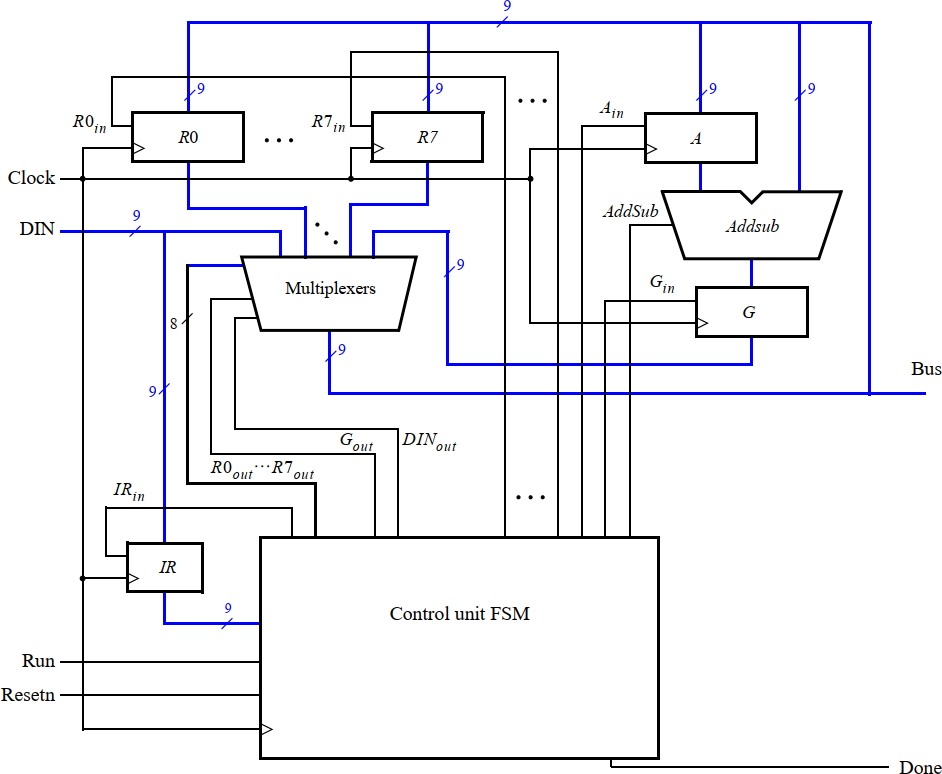 9
9
9
9
9
R0in
R0
• • •
R7in
R7
• • •
Ain
A
Clock
DIN
9
AddSub
Addsub
Multiplexers
9
Gin
G
8
9
Bus
9
Gout
DINout
R0out⋯R7out
IRin
• • •
IR
9
Control unit FSM
Run
Resetn
Done